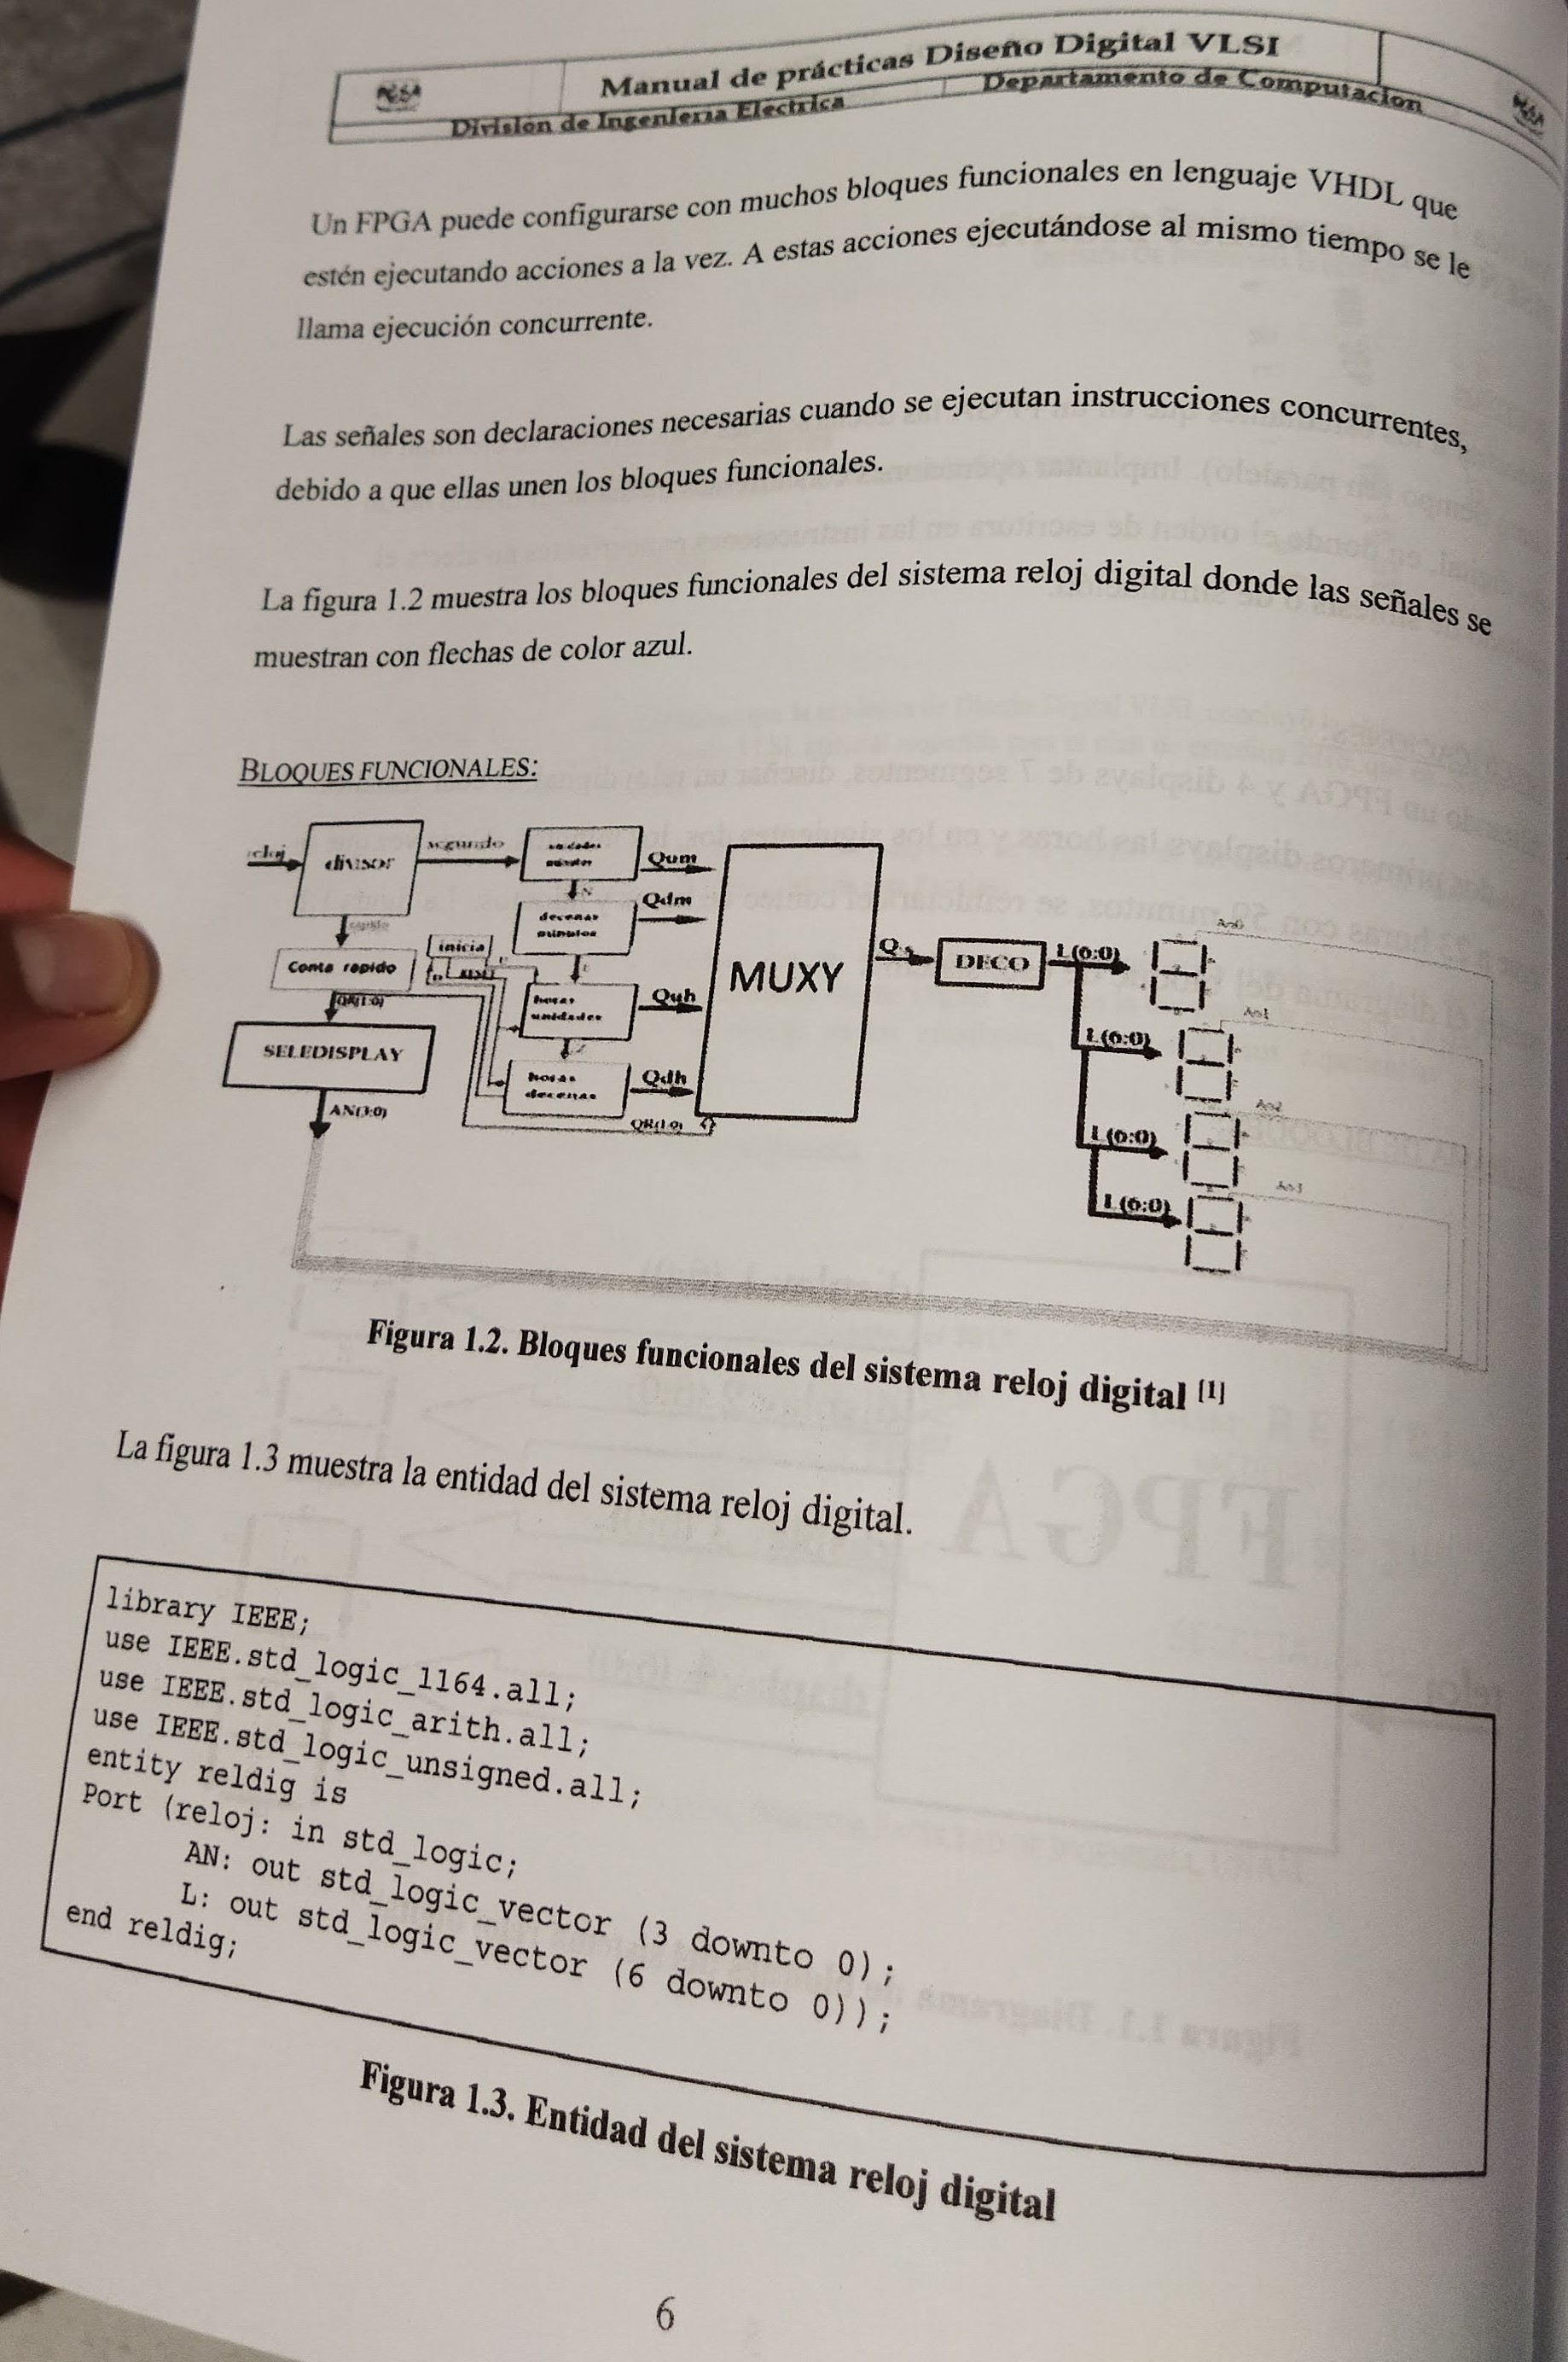 Manual de prácticas Diseño Digital VLSI
División de Ingeniería Eléctrica Departamento de Computación
Un FPGA puede configurarse con muchos bloques funcionales en lenguaje VHDL que
estén ejecutando acciones a la vez. A estas acciones ejecutándose al mismo tiempo se le
llama ejecución concurrente.
Las señales son declaraciones necesarias cuando se ejecutan instrucciones concurrentes,
debido a que ellas unen los bloques funcionales.
La figura 1.2 muestra los bloques funcionales del sistema reloj digital donde las señales se
muestran con flechas de color azul.
BLOQUES FUNCIONALES:
reloj
divisor
segundo
unidades
minutos
Qum
N
rapido
decenas
minutos
Qdm
Conta rapido
inicia
E
QR(1:0)
horas
unidades
Quh
MUXY
Q
DECO
L(6:0)
An0
SELEDISPLAY
Z
horas
decenas
Qdh
L(6:0)
An1
AN(3:0)
QR(1:0)
L(6:0)
An2
L(6:0)
An3
Figura 1.2. Bloques funcionales del sistema reloj digital [1]
La figura 1.3 muestra la entidad del sistema reloj digital.
library IEEE;
use IEEE.std_logic_1164.all;
use IEEE.std_logic_arith.all;
use IEEE.std_logic_unsigned.all;
entity reldig is
Port (reloj: in std_logic;
AN: out std_logic_vector (3 downto 0);
L: out std_logic_vector (6 downto 0));
end reldig;
Figura 1.3. Entidad del sistema reloj digital
6